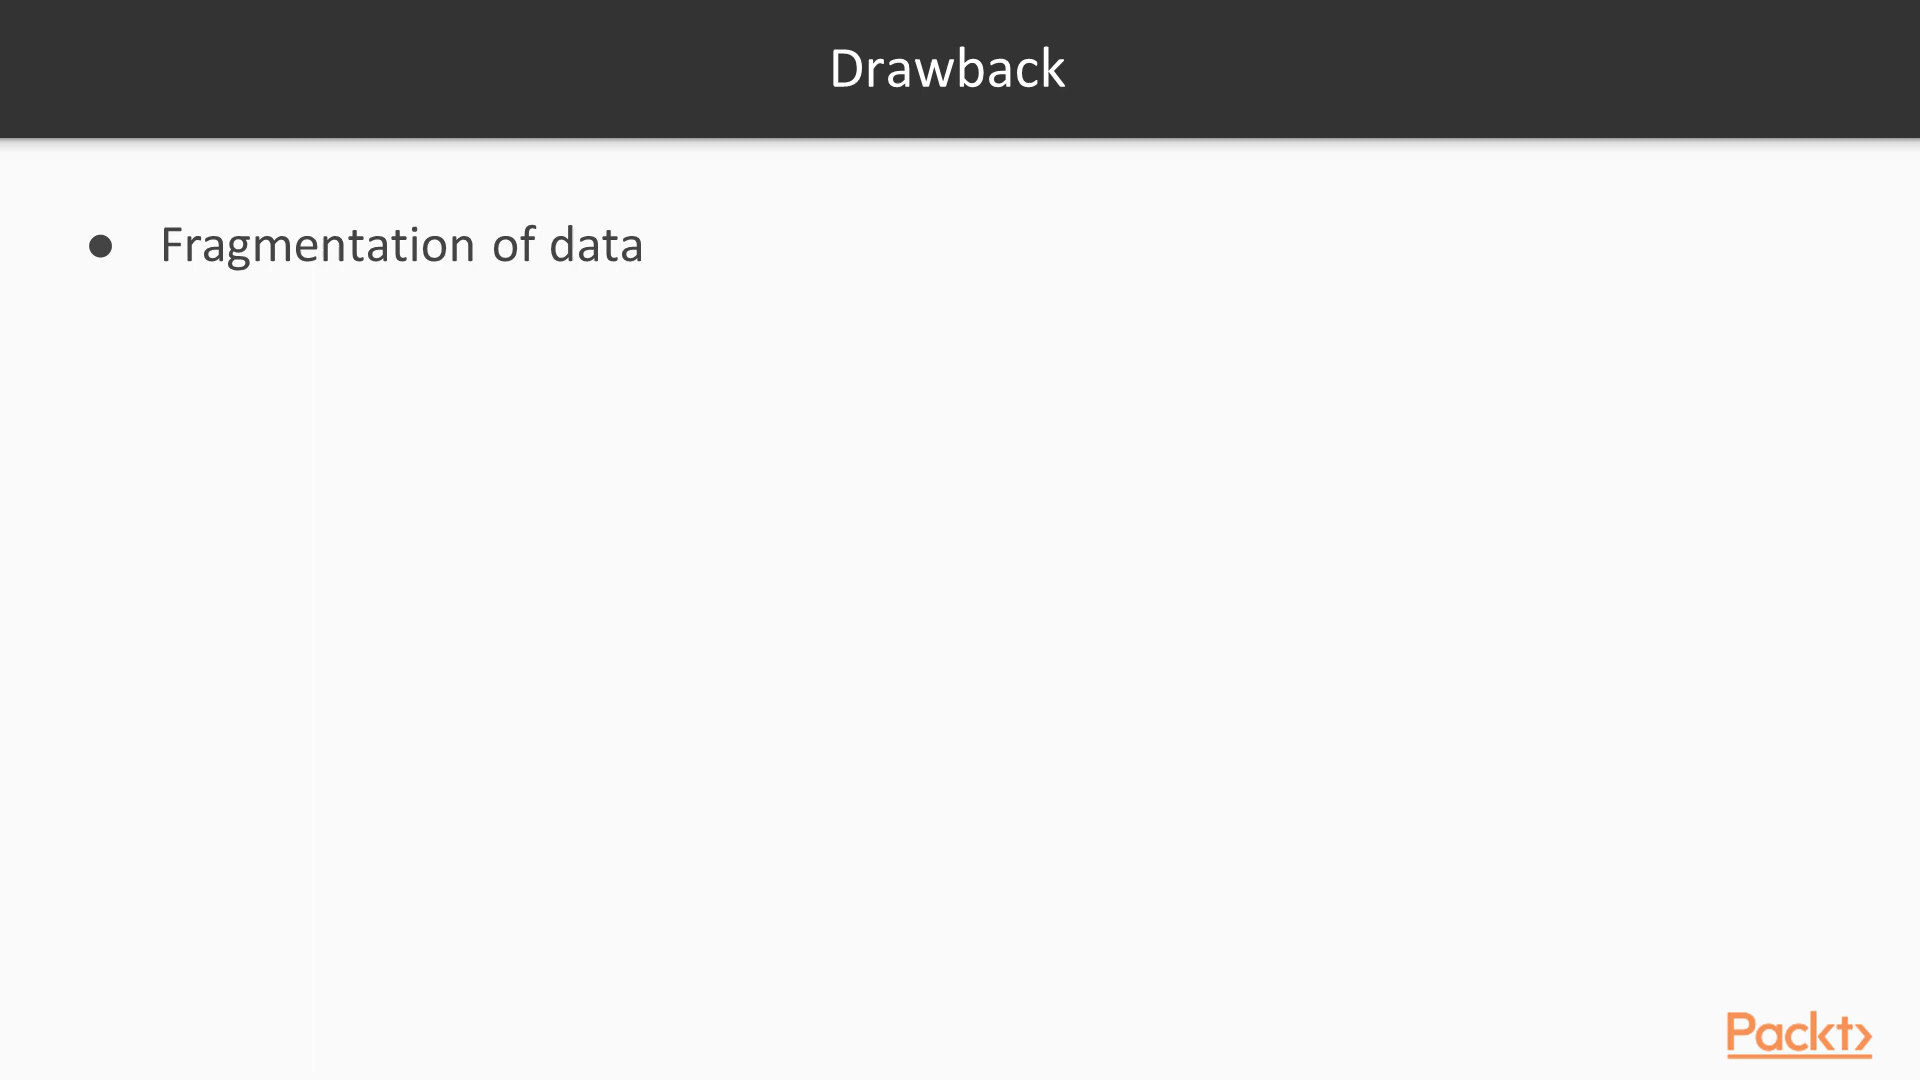 Drawback
● Fragmentation of data
Packt>